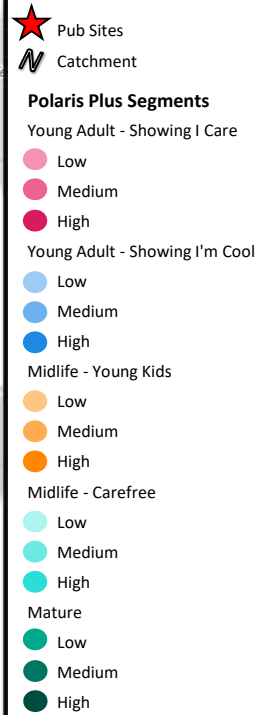 Pub Sites
Catchment
Polaris Plus Segments
Young Adult - Showing I Care
Low
Medium
High
Young Adult - Showing I'm Cool
Low
Medium
High
Midlife - Young Kids
Low
Medium
High
Midlife - Carefree
Low
Medium
High
Mature
Low
Medium
High